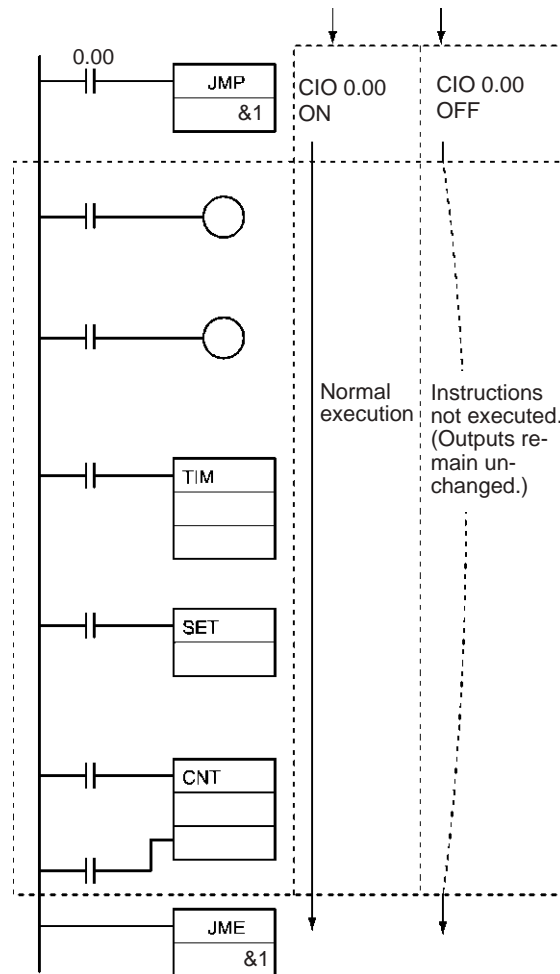 0.00
JMP
&1
CIO 0.00
ON
CIO 0.00
OFF
Normal
execution
Instructions
not executed.
(Outputs re-
main un-
changed.)
TIM
SET
CNT
JME
&1